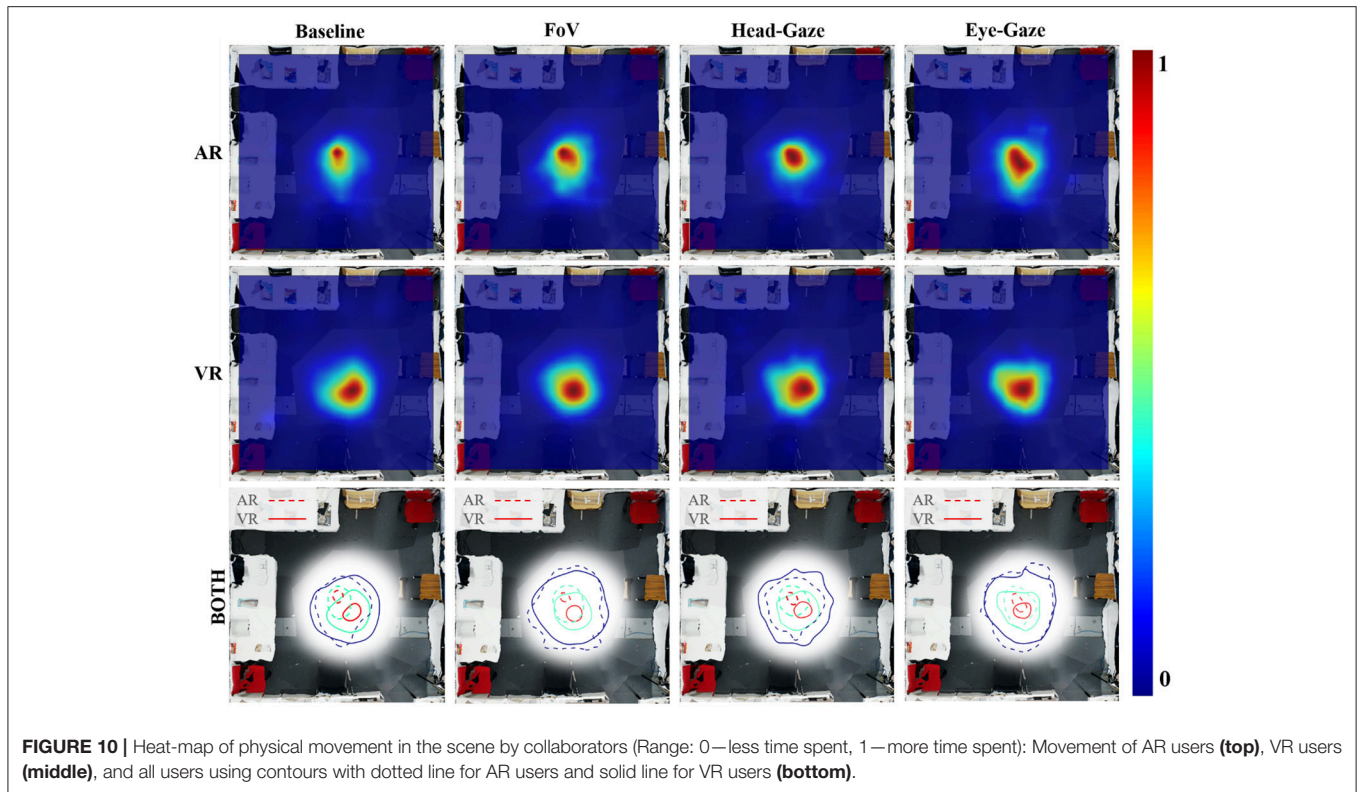 Baseline FoV Head-Gaze Eye-Gaze
1
AR
VR
AR
VR
AR
VR
AR
VR
AR
VR
BOTH
0
FIGURE 10 | Heat-map of physical movement in the scene by collaborators (Range: 0—less time spent, 1—more time spent): Movement of AR users (top), VR users
(middle), and all users using contours with dotted line for AR users and solid line for VR users (bottom).